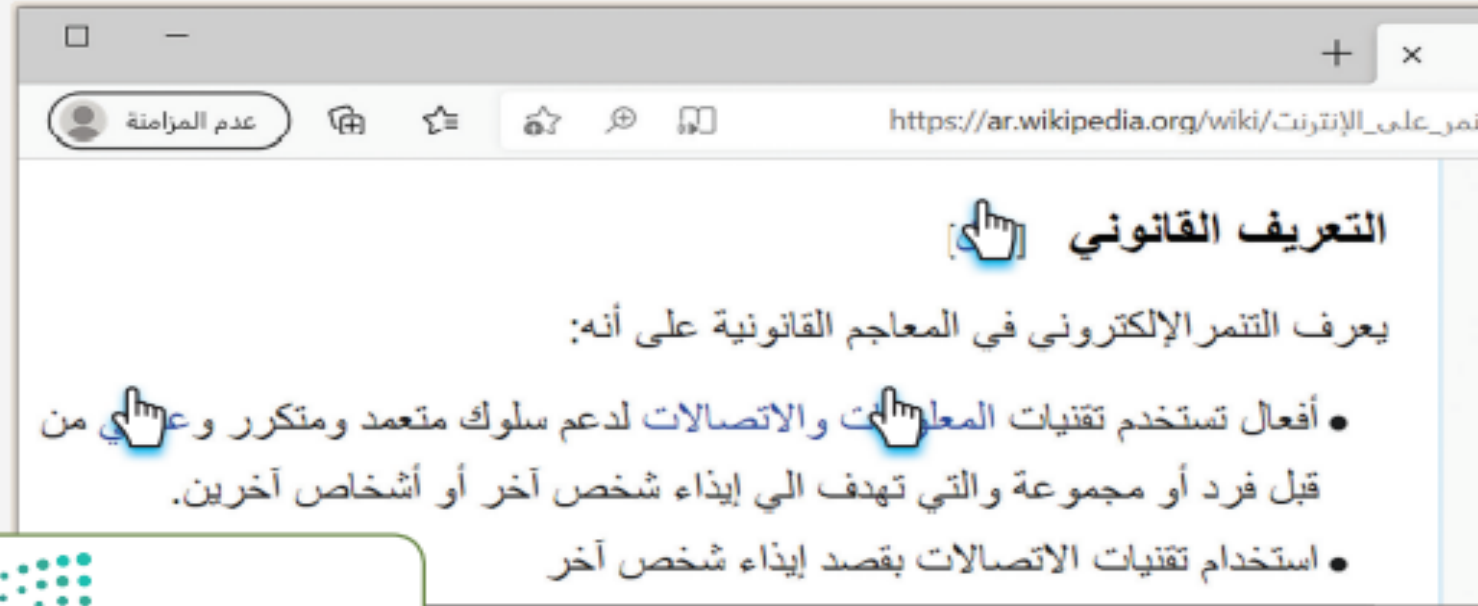 عدم المزامنة
https://ar.wikipedia.org/wiki/نمر_على_الإنترنت
التعريف القانوني
يعرف التنمر الإلكتروني في المعاجم القانونية على أنه:
• أفعال تستخدم تقنيات والاتصالات لدعم سلوك متعمد ومتكرر من
قبل فرد أو مجموعة والتي تهدف الي إيذاء شخص آخر أو أشخاص آخرين.
• استخدام تقنيات الاتصالات بقصد إيذاء شخص آخر